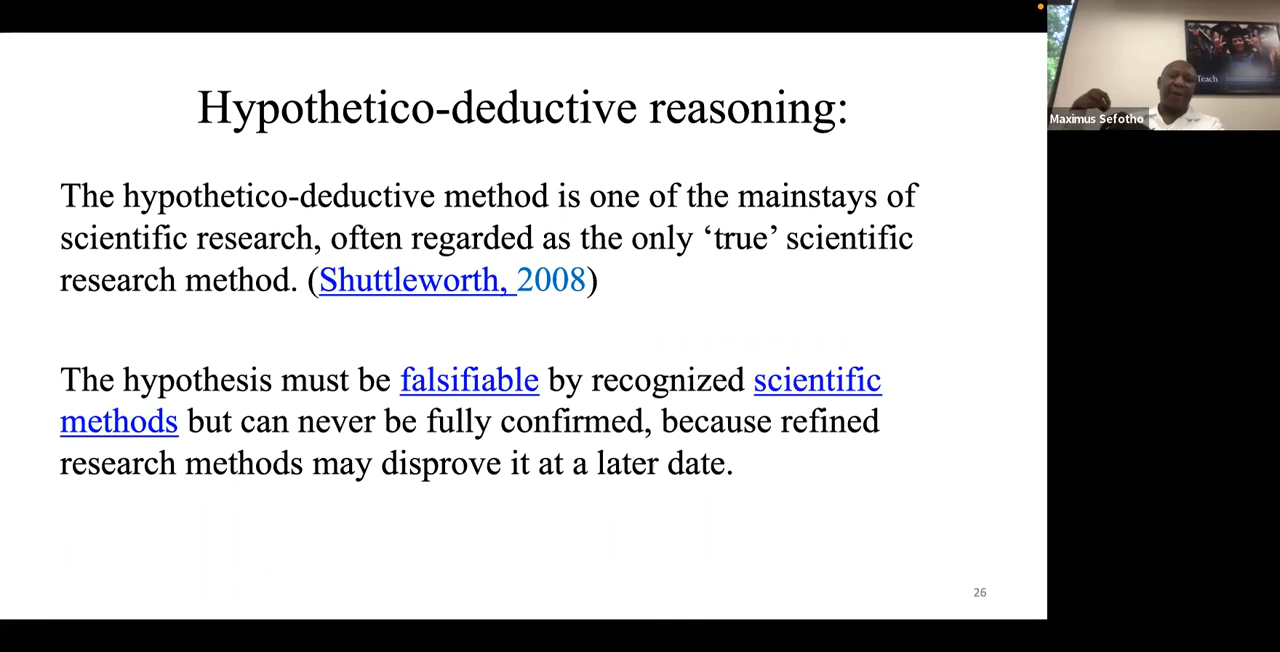 Hypothetico-deductive reasoning:
The hypothetico-deductive method is one of the mainstays of
scientific research, often regarded as the only ‘true’ scientific
research method. (Shuttleworth, 2008)
The hypothesis must be falsifiable by recognized scientific
methods but can never be fully confirmed, because refined
research methods may disprove it at a later date.
26
Teach
Maximus Sefotho